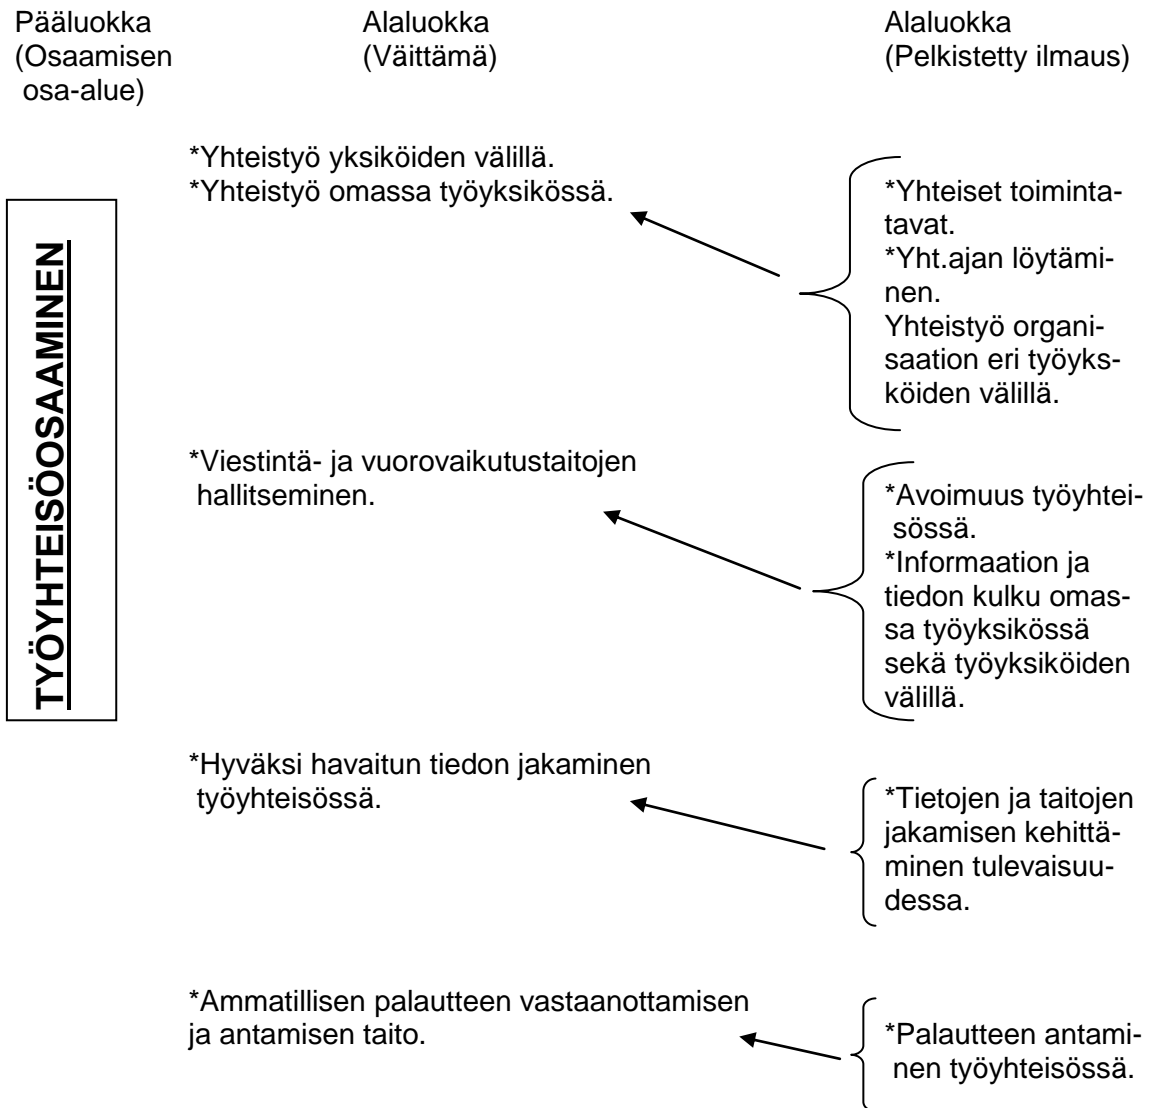 Pääluokka
(Osaamisen
osa-alue)
Alaluokka
(Väittämä)
Alaluokka
(Pelkistetty ilmaus)
TYÖYHTEISÖOSAAMINEN
*Yhteistyö yksiköiden välillä.
*Yhteistyö omassa työyksikössä.
*Yhteiset toiminta-
tavat.
*Yht.ajan löytämi-
nen.
Yhteistyö organi-
saation eri työyks-
köiden välillä.
*Viestintä- ja vuorovaikutustaitojen
hallitseminen.
*Avoimuus työyhtei-
sössä.
*Informaation ja
tiedon kulku omas-
sa työyksikössä
sekä työyksiköiden
välillä.
*Hyväksi havaitun tiedon jakaminen
työyhteisössä.
*Tietojen ja taitojen
jakamisen kehittä-
minen tulevaisuu-
dessa.
*Ammatillisen palautteen vastaanottamisen
ja antamisen taito.
*Palautteen antami-
nen työyhteisössä.